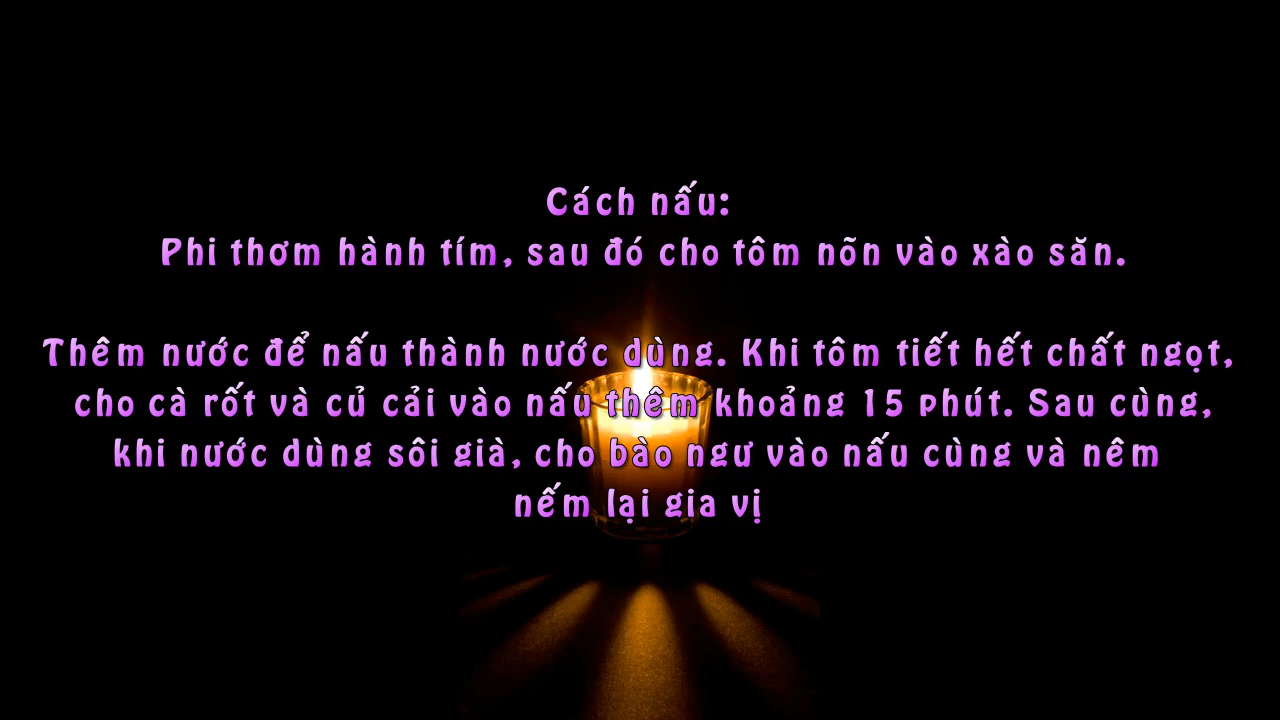 Cách nấu:
Phi thơm hành tím, sau đó cho tôm nõn vào xào săn.
Thêm nước để nấu thành nước dùng. Khi tôm tiết hết chất ngọt,
cho cà rốt và củ cải vào nấu thêm khoảng 15 phút. Sau cùng,
khi nước dùng sôi già, cho bào ngư vào nấu cùng và nêm
nếm lại gia vị